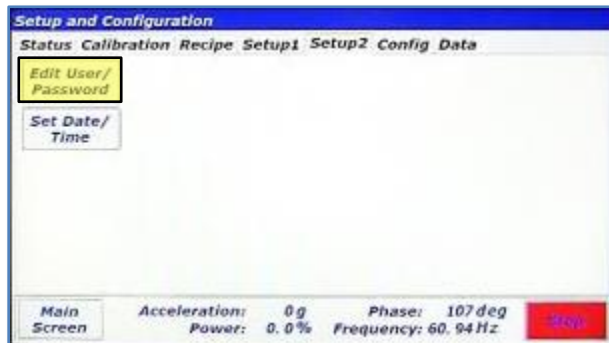 Setup and Configuration
Status Calibration Recipe Setup1 Setup2 Config Data
Edit User/
Password
Set Date/
Time
Main
Screen
Acceleration: 0 g Phase: 107 deg
Power: 0.0% Frequency: 60.94 Hz
Stop